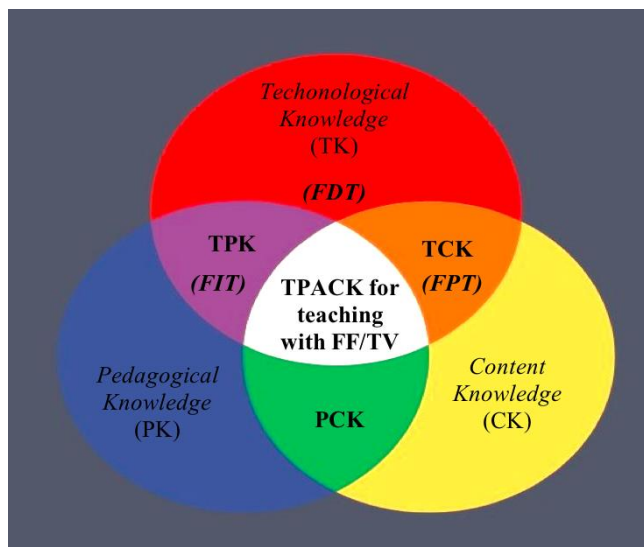 Techonological
Knowledge
(TK)
(FDT)
TPK
(FIT)
TCK
(FPT)
TPACK for
teaching
with FF/TV
Pedagogical
Knowledge
(PK)
Content
Knowledge
(CK)
PCK